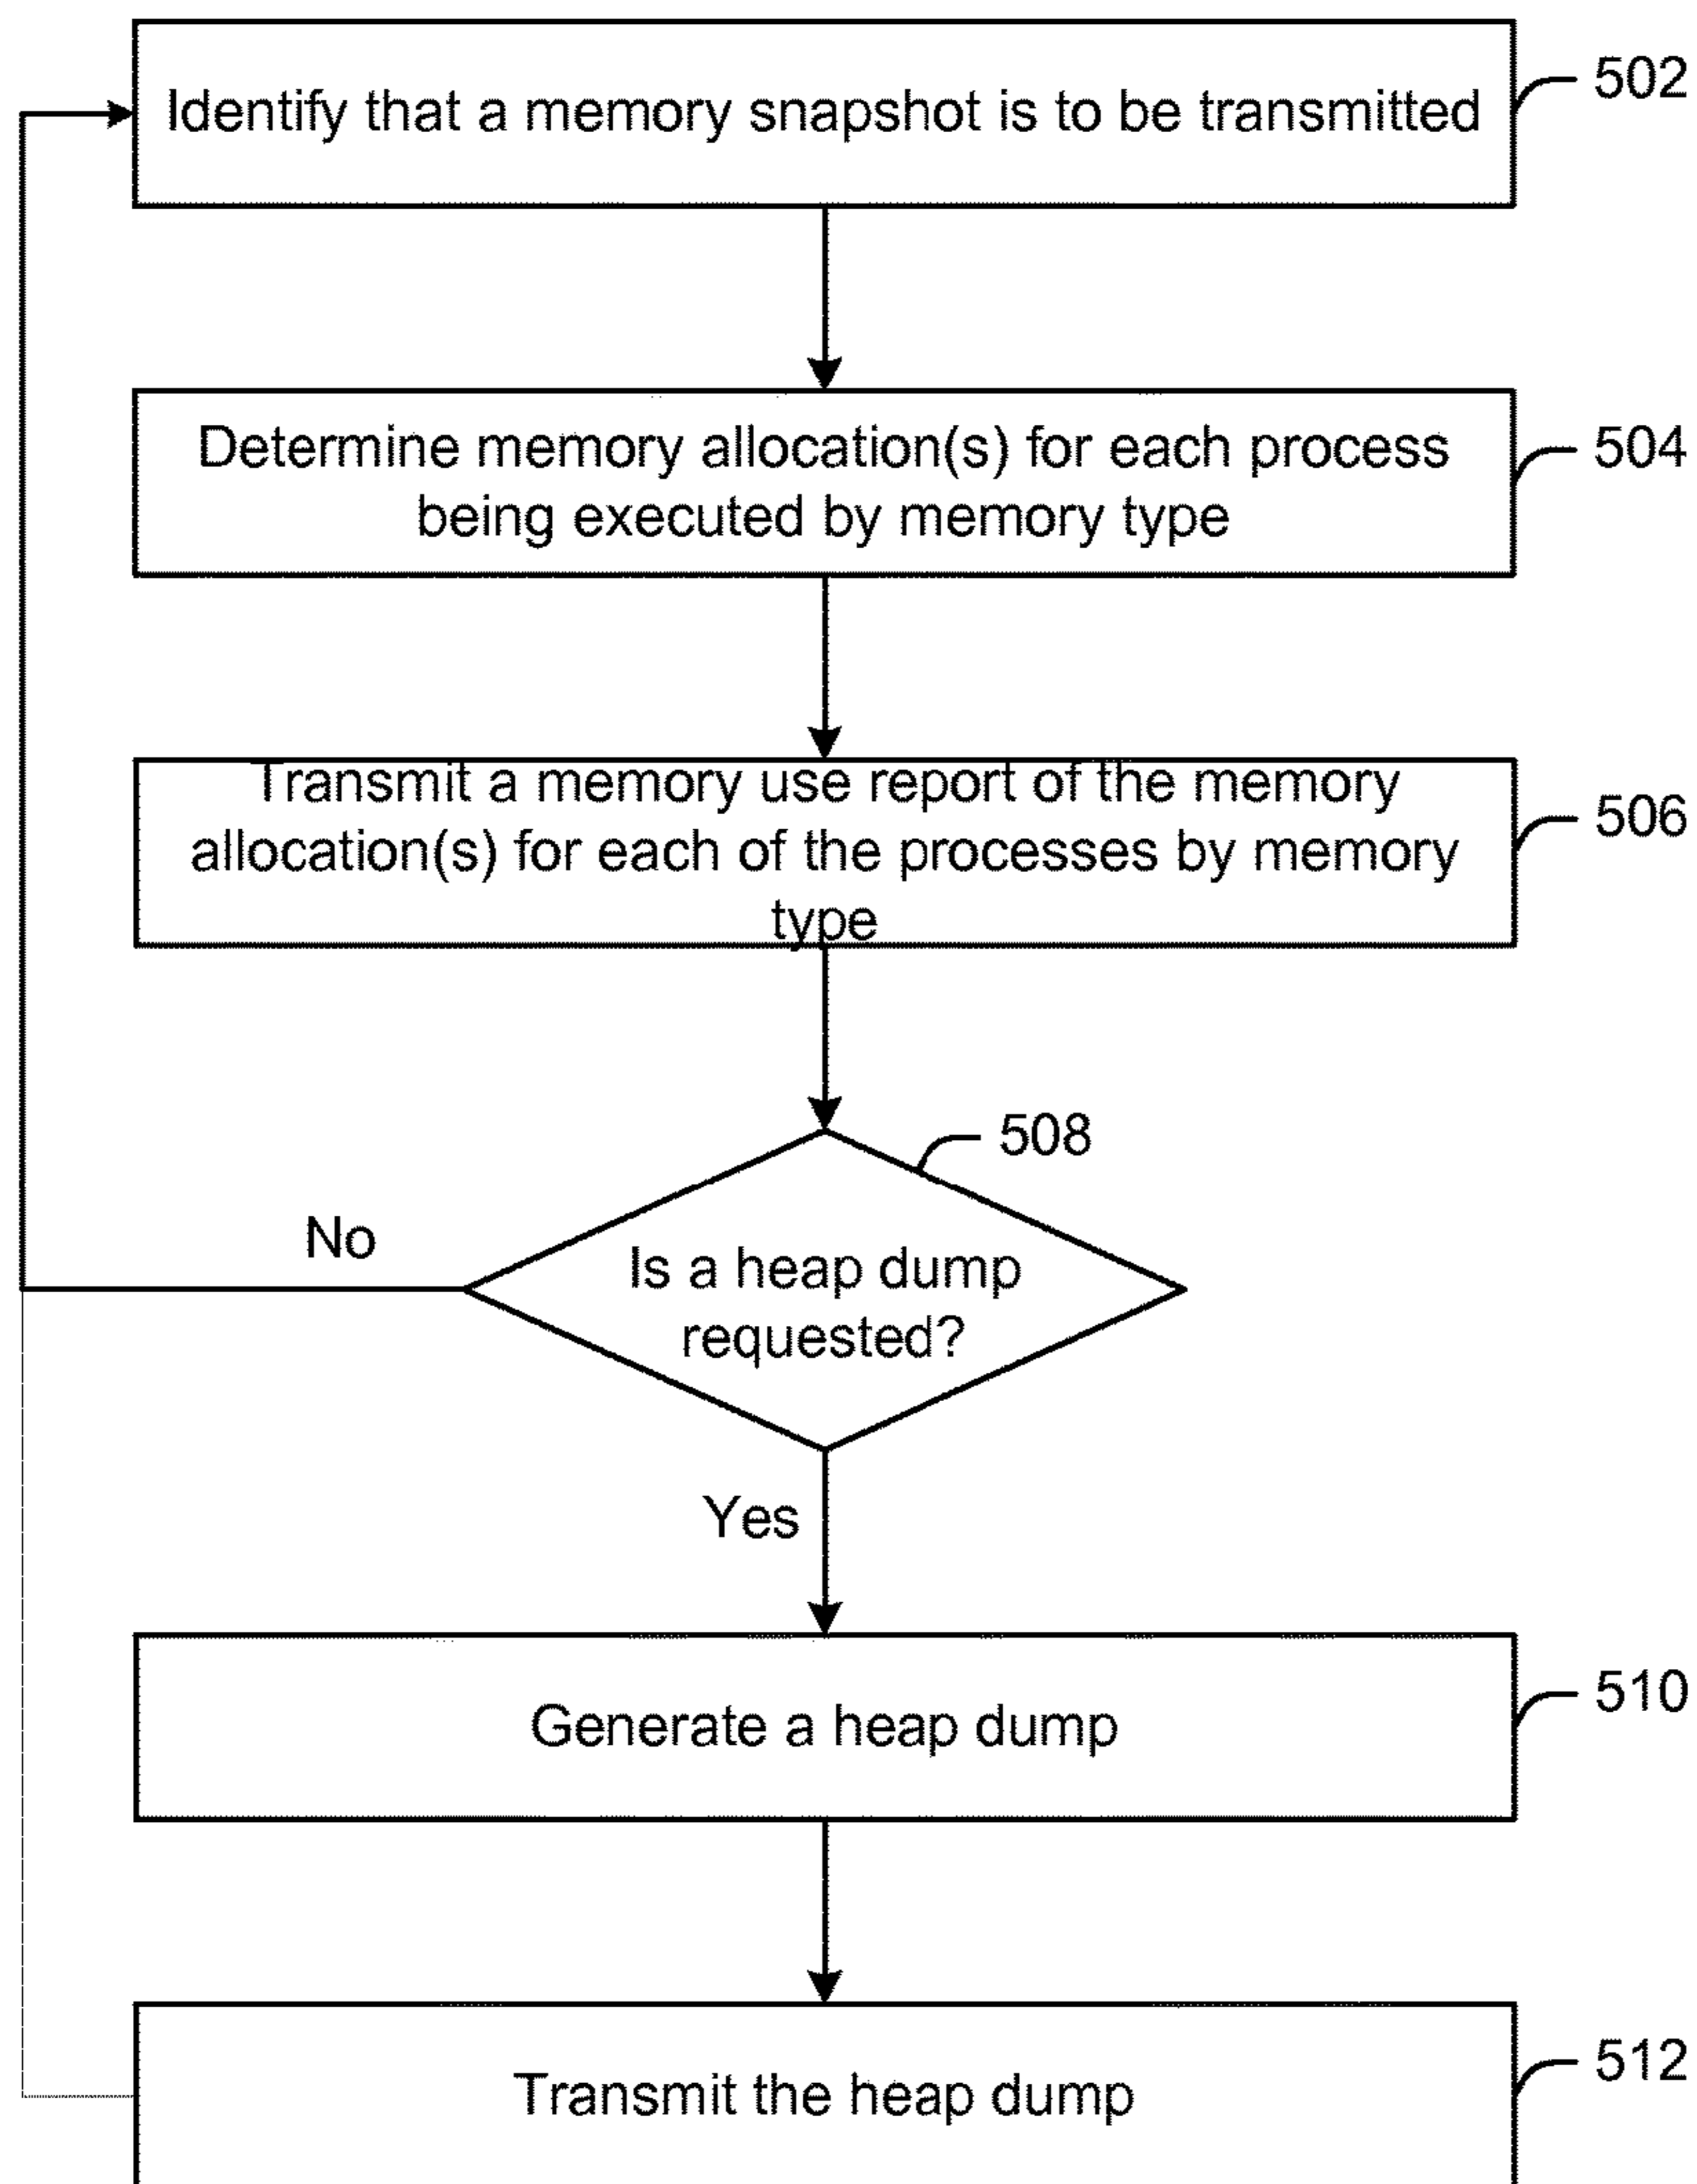 Identify that a memory snapshot is to be transmitted
502
Determine memory allocation(s) for each process
being executed by memory type
504
Transmit a memory use report of the memory
allocation(s) for each of the processes by memory
type
506
508
No
Is a heap dump
requested?
Yes
Generate a heap dump
510
Transmit the heap dump
512